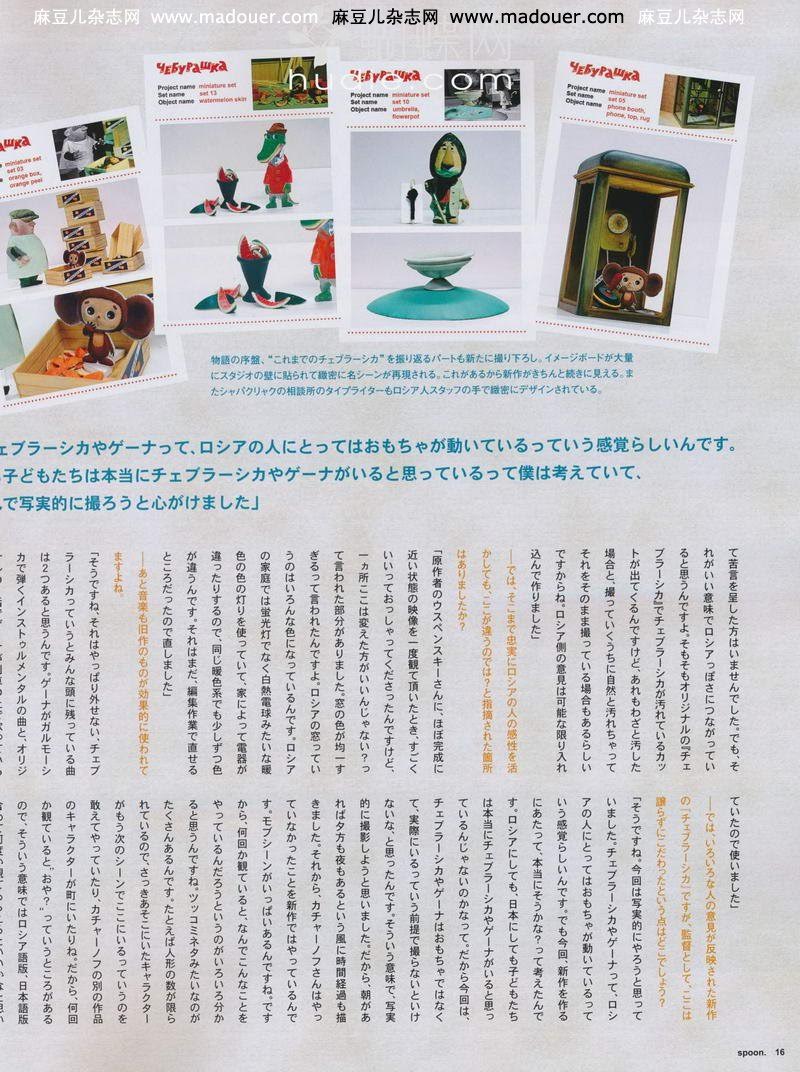 麻豆儿杂志网 www.madouer.com 麻豆儿杂志网 www.madouer.com 麻豆儿杂志网
蝴蝶网
ЧЕБУРАШКА
Project name miniature set
Set name set 13
Object name watermelon skin
ЧЕБУРАШКА
Project name miniature set
Set name set 10
Object name umbrella,
flowerpot
ЧЕБУРАШКА
Project name miniature set
Set name set 05
Object name phone booth,
phone, top, rug
miniature set
set 03
orange box,
orange peel
物語の序盤、“これまでのチェブラーシカ”を振り返るパートも新たに撮り下ろし。イメージボードが大量
にスタジオの壁に貼られて緻密に名シーンが再現される。これがあるから新作がきちんと続きに見える。ま
たシャパクリャクの相談所のタイプライターもロシア人スタッフの手で緻密にデザインされている。
ェブラーシカやゲーナって、ロシアの人にとってはおもちゃが動いているっていう感覚らしいんです。
子どもたちは本当にチェブラーシカやゲーナがいると思っているって僕は考えていて、
で写実的に撮ろうと心がけました」
て苦言を呈した方はいませんでした。でも、そ
れがいい意味でロシアっぽさにつながってい
ると思うんですよ。そもそもオリジナルの『チェ
ブラーシカ』でチェブラーシカが汚れているカッ
トが出てくるんですけど、あれもわざと汚した
場合と、撮っていくうちに自然と汚れちゃって
それをそのまま撮っている場合もあるらしい
ですからね。ロシア側の意見は可能な限り入れ
込んで作りました」
――では、そこまで忠実にロシアの人の感性を活
かしても、“ここが違うのでは？”と指摘された箇所
はありましたか？
「原作者のウスペンスキーさんに、ほぼ完成に
近い状態の映像を一度観て頂いたとき、すごく
いいっておっしゃってくださったんですけど、
一ヵ所ここは変えた方がいいんじゃない？っ
て言われた部分がありました。窓の色が均一す
ぎるって言われたんですよ。ロシアの窓ってい
うのはいろんな色になっているんです。ロシア
の家庭では蛍光灯でなく白熱電球みたいな暖
色の色の灯りを使っていて、家によって電器が
違ったりするので、同じ暖色系でも少しずつ色
が違うんです。それはまだ、編集作業で直せる
ところだったので直しました」
――あと音楽も旧作のものが効果的に使われて
ますよね。
「そうですね、それはやっぱり外せない、チェブ
ラーシカっていうとみんな頭に残っている曲
は2つあると思うんです。ゲーナがガルモーシ
カで弾くインストゥルメンタルの曲と、オリジ
ていたので使いました」
――では、いろいろな人の意見が反映された新作
の『チェブラーシカ』ですが、監督として、ここは
譲らずにこだわったという点はどこでしょう？
「そうですね。今回は写実的にやろうと思って
いました。チェブラーシカやゲーナって、ロシ
アの人にとってはおもちゃが動いているって
いう感覚らしいんです。でも今回、新作を作る
にあたって、本当にそうかな？って考えたんで
す。ロシアにしても、日本にしても子どもたち
は本当にチェブラーシカやゲーナがいると思っ
ているんじゃないのかなって。だから今回は、
チェブラーシカやゲーナはおもちゃではなく
て、実際にいるっていう前提で撮らないといけ
ないな、と思ったんです。そういう意味で、写実
的に撮影しようと思いました。だから、朝があ
れば夕方も夜もあるという風に時間経過も描
きました。それから、カチャーノフさんはやっ
ていなかったことを新作ではやっているんで
す。モブシーンがいっぱいあるんですね。です
から、何回か観ていると、なんでこんなことを
やっているんだろうというのがいろいろ分か
ると思うんですね。ツッコミネタみたいなのが
たくさんあるんです。たとえば人形の数が限ら
れているので、さっきあそこにいたキャラクター
がもう次のシーンでここにいるっていうのを
敢えてやっていたり、カチャーノフの別の作品
のキャラクターが町にいたりね。だから、何回
か観ていると、“おや？”っていうところがある
ので、そういう意味ではロシア語版、日本語版
spoon. 16